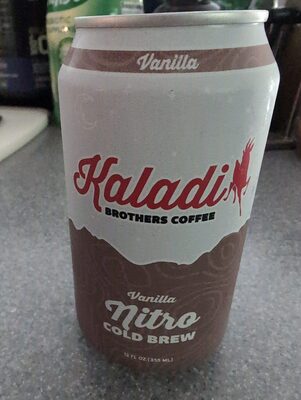 Vanilla
Kaladi
BROTHERS COFFEE
Vanilla
Nitro
COLD BREW
12 FL OZ (355 ML)